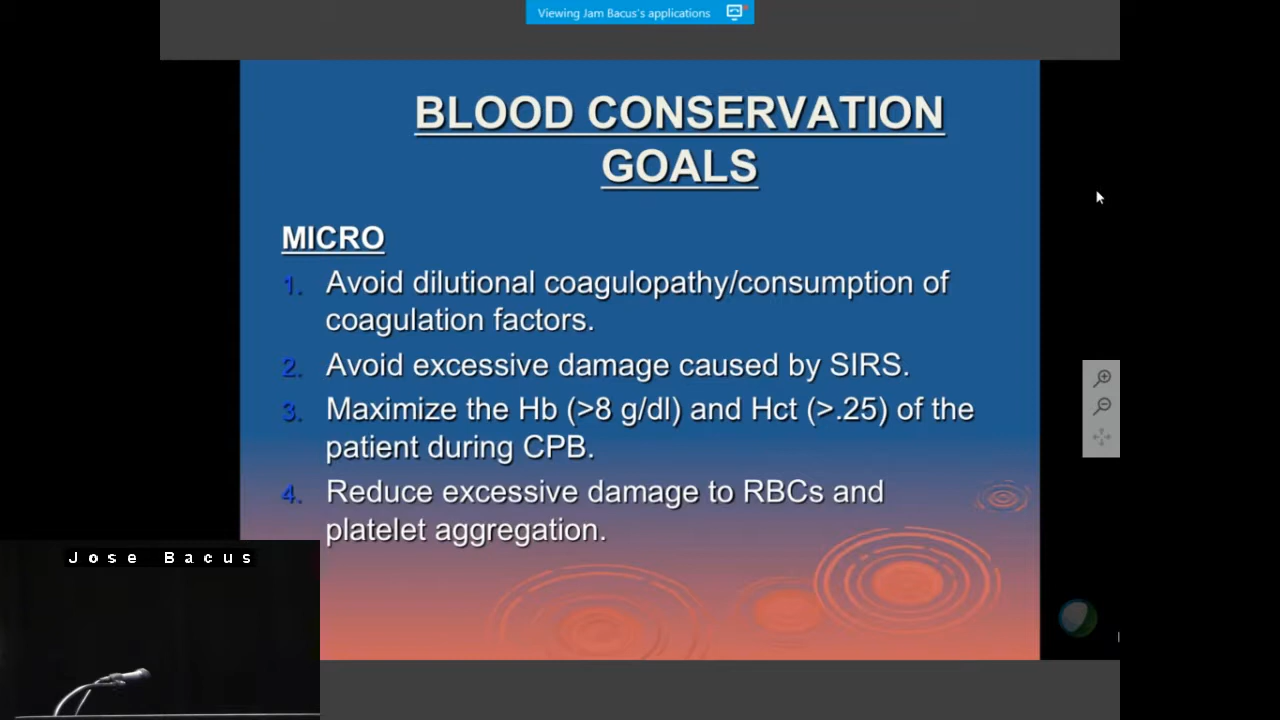 Viewing Jam Bacus's applications
BLOOD CONSERVATION
GOALS
MICRO
1. Avoid dilutional coagulopathy/consumption of
coagulation factors.
2. Avoid excessive damage caused by SIRS.
3. Maximize the Hb (>8 g/dl) and Hct (>.25) of the
patient during CPB.
4. Reduce excessive damage to RBCs and
platelet aggregation.
Jose Bacus